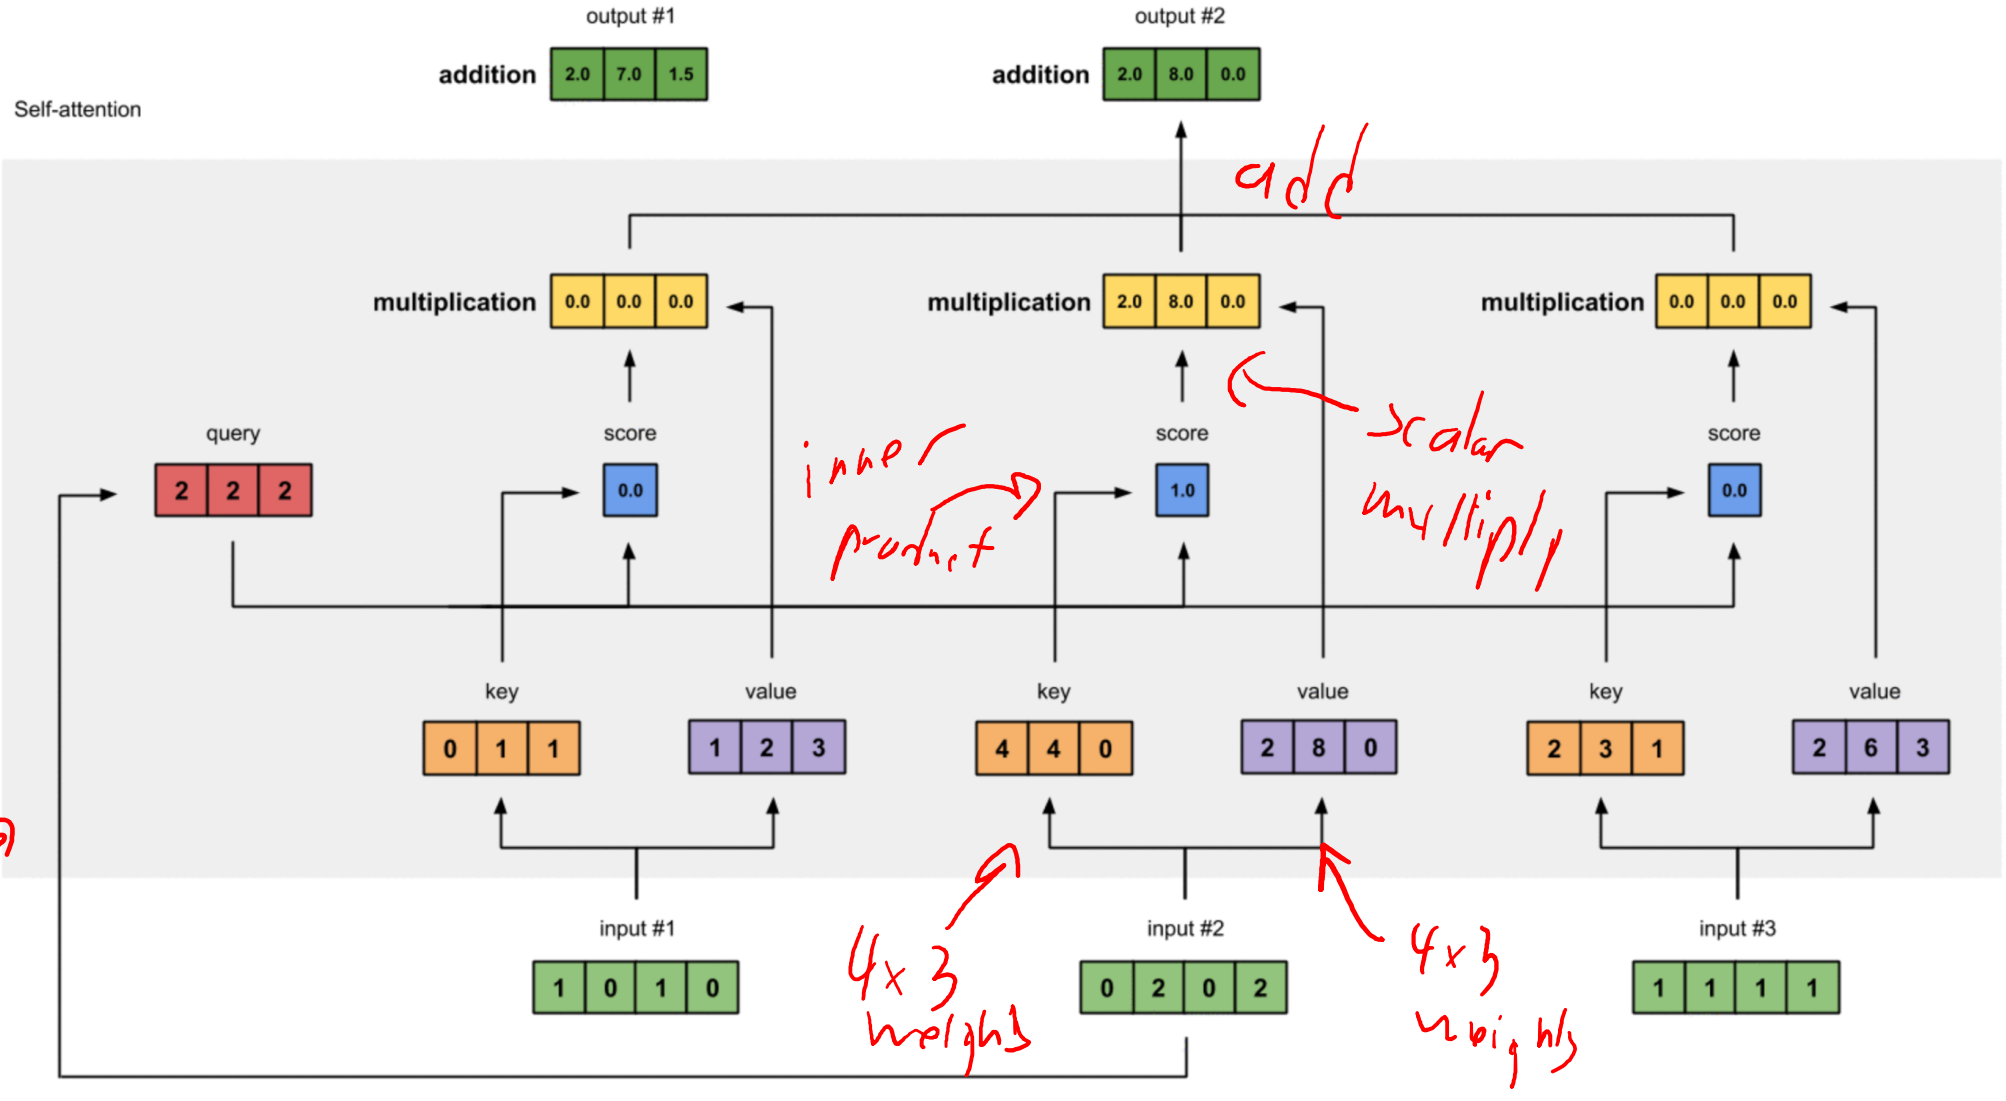 output #1
output #2
addition
2.0 7.0 1.5
addition
2.0 8.0 0.0
Self-attention
add
multiplication
0.0 0.0 0.0
multiplication
2.0 8.0 0.0
multiplication
0.0 0.0 0.0
query
score
inner
score
scalar
score
2 2 2
0.0
product
1.0
multiply
0.0
key
value
key
value
key
value
0 1 1
1 2 3
4 4 0
2 8 0
2 3 1
2 6 3
input #1
4x3
input #2
4x3
input #3
1 0 1 0
weights
0 2 0 2
weights
1 1 1 1